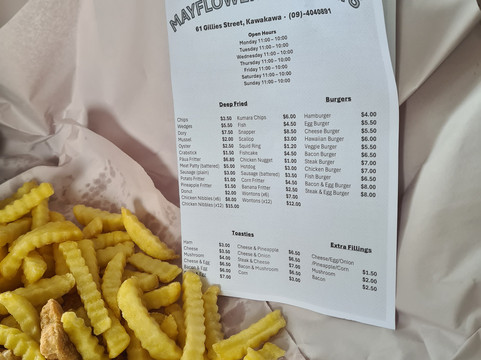 MAYFLOWER
61 Gillies Street, Kawakawa - (09)-4040891
Open Hours
Monday 11:00 - 10:00
Tuesday 11:00 - 10:00
Wednesday 11:00 - 10:00
Thursday 11:00 - 10:00
Friday 11:00 - 10:00
Saturday 11:00 - 10:00
Sunday 11:00 - 10:00
Deep Fried
Chips $3.50
Wedges $5.50
Dory $7.50
Mussel $2.00
Oyster $2.50
Crabstick $1.00
Paua Fritter $6.80
Meat Patty (battered) $5.50
Sausage (plain) $3.00
Potato Fritter $1.00
Pineapple Fritter $1.50
Donut $2.00
Chicken Nibbles (x6) $8.00
Chicken Nibbles (x12) $15.00
Kumara Chips $6.00
Fish $4.50
Snapper $8.50
Scallop $3.00
Squid Ring $1.20
Fishcake
Chicken Nugget $1.00
Hotdog $3.00
Sausage (battered) $3.50
Corn Fritter $4.50
Banana Fritter $2.50
Wontons (x6) $7.00
Wontons (x12) $12.00
Burgers
Hamburger $4.00
Egg Burger $5.50
Cheese Burger $5.50
Hawaiian Burger $6.00
Veggie Burger $5.50
Bacon Burger $6.50
Steak Burger $7.00
Chicken Burger $7.00
Fish Burger $7.00
Bacon & Egg Burger $8.00
Steak & Egg Burger $8.00
Toasties
Ham $3.00
Cheese $3.50
Mushroom
Cheese & Egg
Bacon & Egg
Cheese & Pineapple $6.50
Cheese & Onion $6.50
Steak & Cheese $7.00
Bacon & Mushroom $6.50
Corn $3.00
Extra Fillings
Cheese/Egg/Onion
/Pineapple/Corn $1.50
Mushroom $2.00
Bacon $2.50